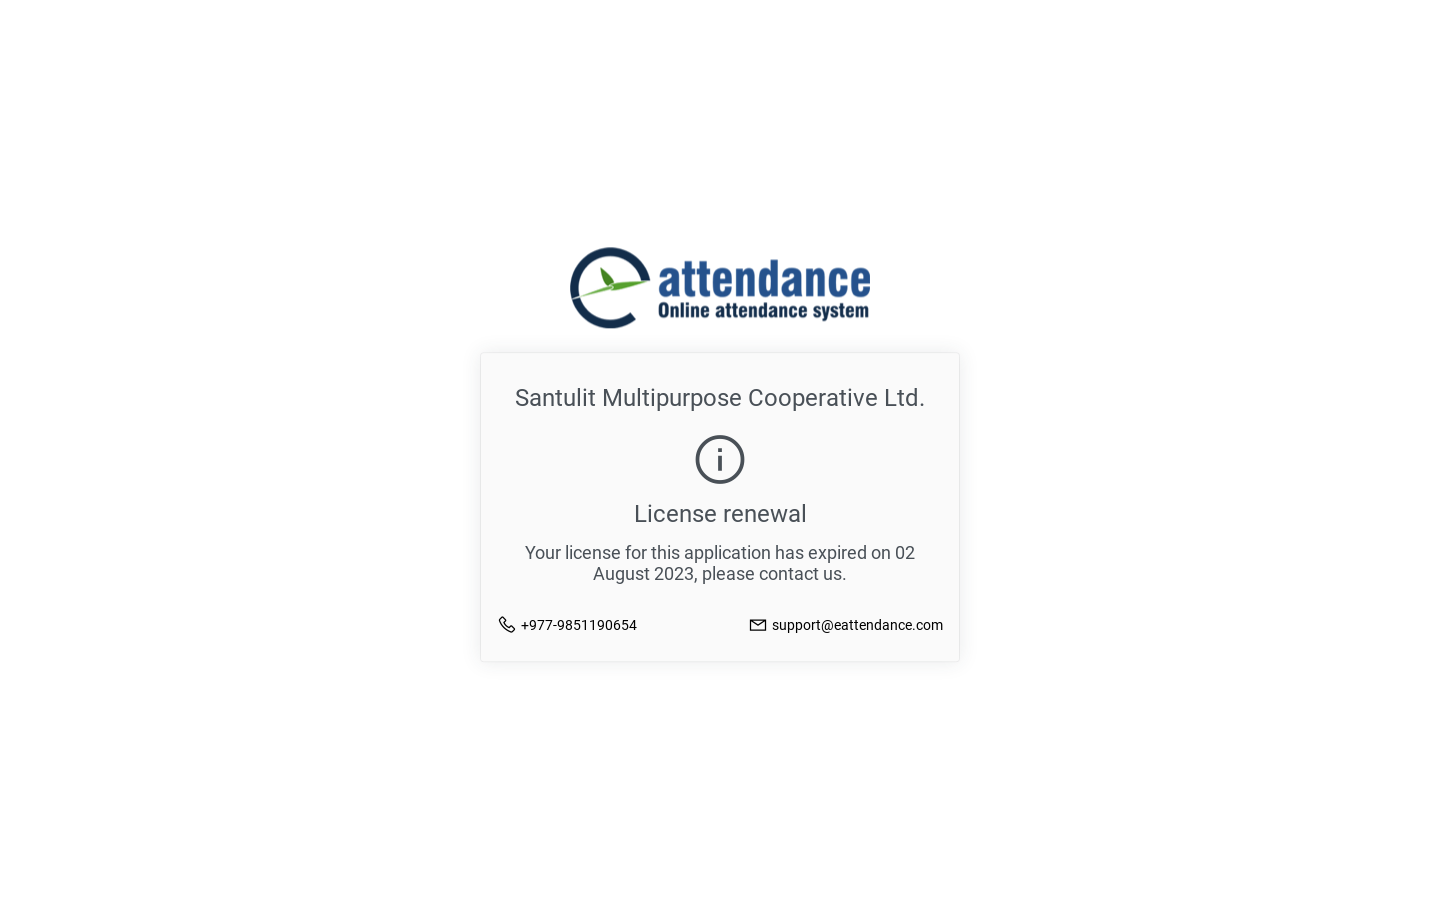 attendance
Online attendance system
Santulit Multipurpose Cooperative Ltd.
License renewal
Your license for this application has expired on 02
August 2023, please contact us.
+977-9851190654
support@eattendance.com